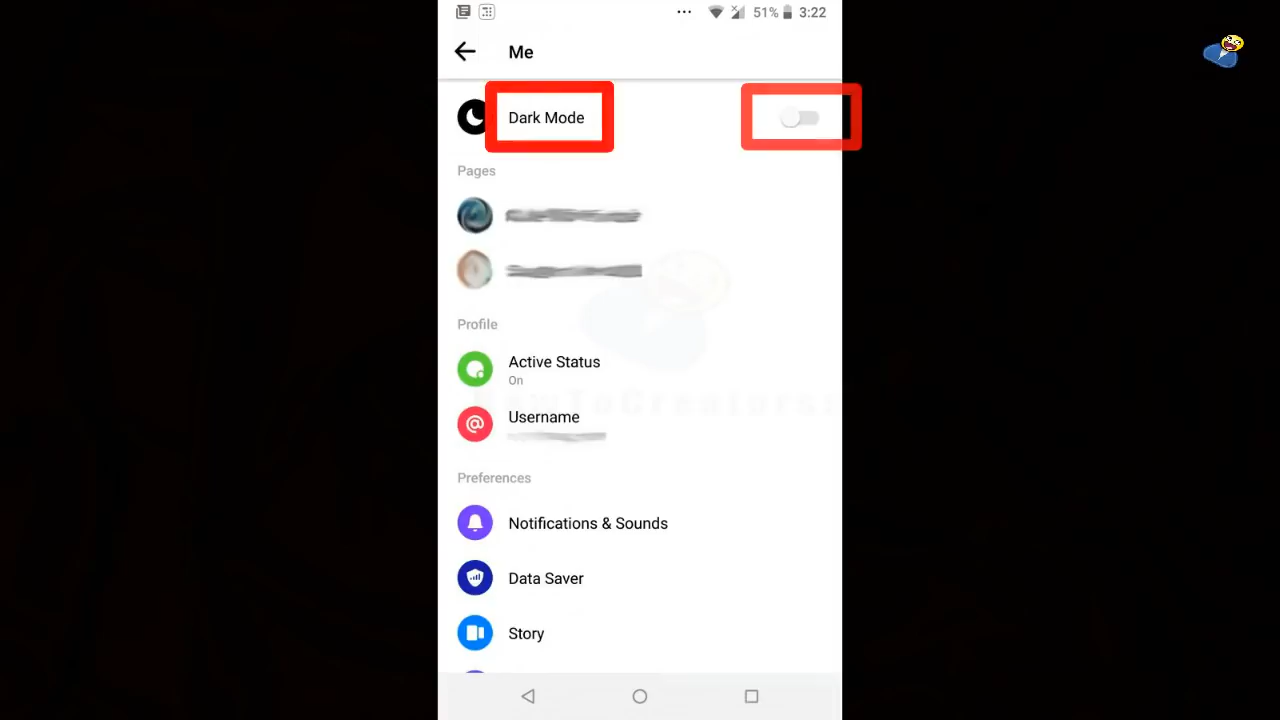 51% 3:22
Me
Dark Mode
Pages
Profile
Active Status
On
Username
Preferences
Notifications & Sounds
Data Saver
Story